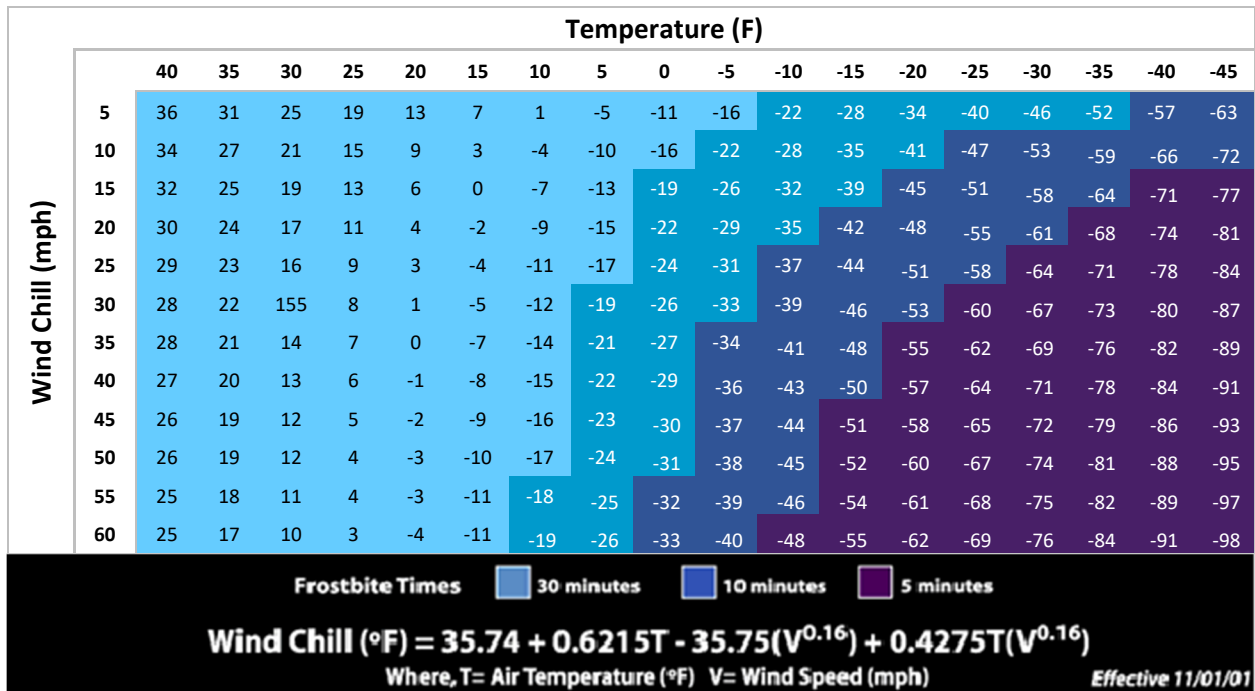 Temperature (F)
40 35 30 25 20 15 10 5 0 -5 -10 -15 -20 -25 -30 -35 -40 -45
Wind Chill (mph)
5 36 31 25 19 13 7 1 -5 -11 -16 -22 -28 -34 -40 -46 -52 -57 -63
10 34 27 21 15 9 3 -4 -10 -16 -22 -28 -35 -41 -47 -53 -59 -66 -72
15 32 25 19 13 6 0 -7 -13 -19 -26 -32 -39 -45 -51 -58 -64 -71 -77
20 30 24 17 11 4 -2 -9 -15 -22 -29 -35 -42 -48 -55 -61 -68 -74 -81
25 29 23 16 9 3 -4 -11 -17 -24 -31 -37 -44 -51 -58 -64 -71 -78 -84
30 28 22 155 8 1 -5 -12 -19 -26 -33 -39 -46 -53 -60 -67 -73 -80 -87
35 28 21 14 7 0 -7 -14 -21 -27 -34 -41 -48 -55 -62 -69 -76 -82 -89
40 27 20 13 6 -1 -8 -15 -22 -29 -36 -43 -50 -57 -64 -71 -78 -84 -91
45 26 19 12 5 -2 -9 -16 -23 -30 -37 -44 -51 -58 -65 -72 -79 -86 -93
50 26 19 12 4 -3 -10 -17 -24 -31 -38 -45 -52 -60 -67 -74 -81 -88 -95
55 25 18 11 4 -3 -11 -18 -25 -32 -39 -46 -54 -61 -68 -75 -82 -89 -97
60 25 17 10 3 -4 -11 -19 -26 -33 -40 -48 -55 -62 -69 -76 -84 -91 -98
Frostbite Times 30 minutes 10 minutes 5 minutes
Wind Chill (ºF) = 35.74 + 0.6215T - 35.75(V^0.16) + 0.4275T(V^0.16)
Where, T= Air Temperature (ºF) V= Wind Speed (mph) Effective 11/01/01